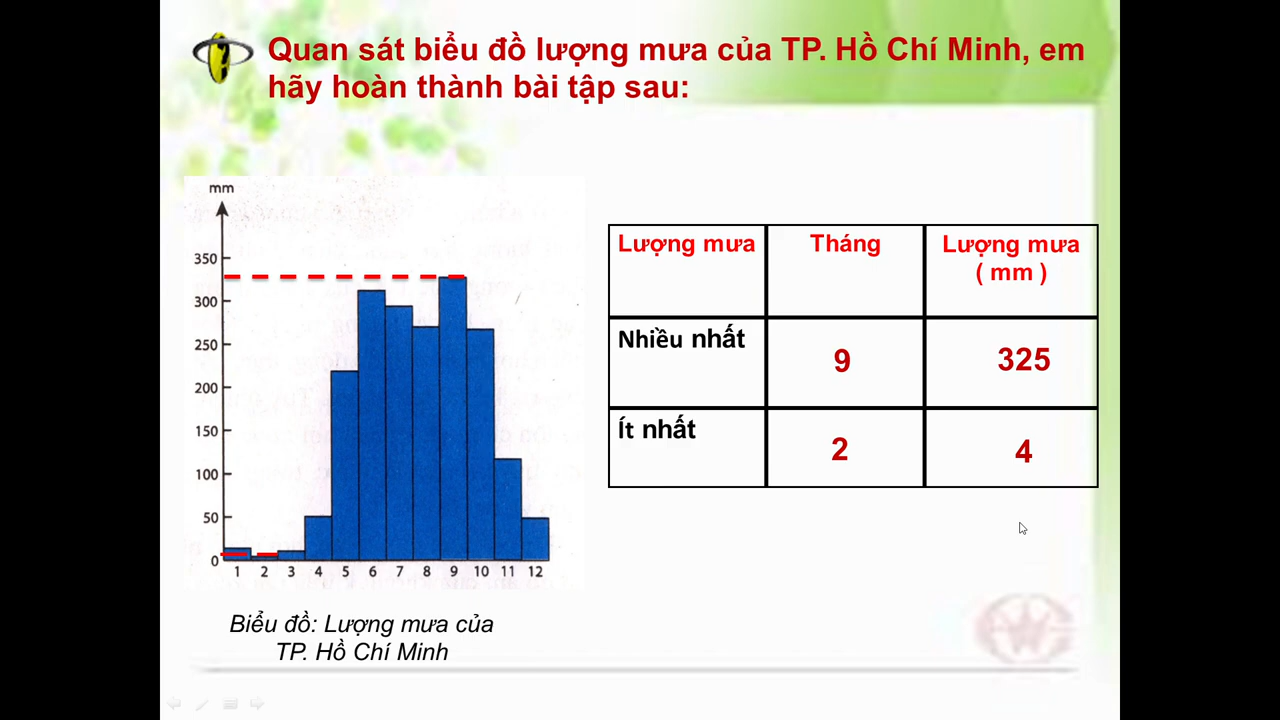 Quan sát biểu đồ lượng mưa của TP. Hồ Chí Minh, em
hãy hoàn thành bài tập sau:
mm
350
300
250
200
150
100
50
0
1 2 3 4 5 6 7 8 9 10 11 12
Biểu đồ: Lượng mưa của
TP. Hồ Chí Minh
Lượng mưa Tháng Lượng mưa
( mm )
Nhiều nhất 9 325
Ít nhất 2 4